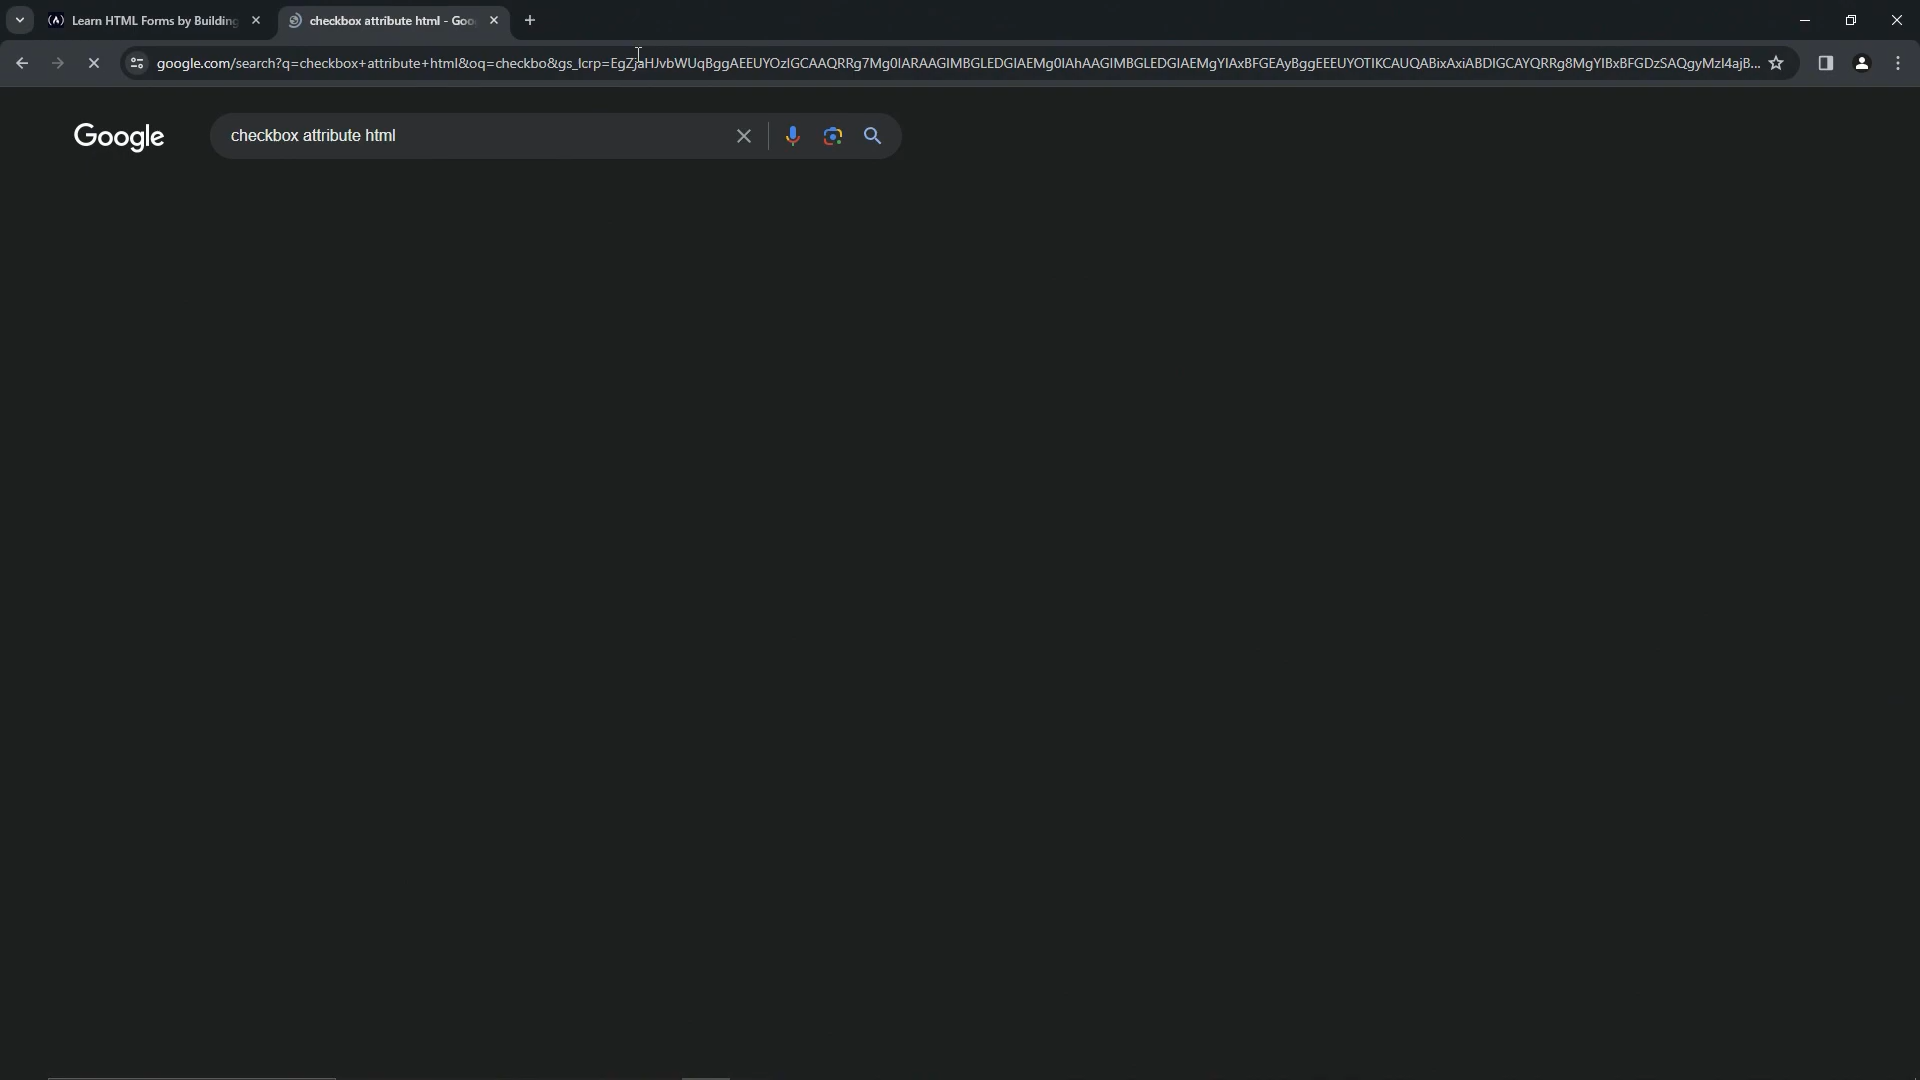 Learn HTML Forms by Building
checkbox attribute html - Goo
google.com/search?q=checkbox+attribute+html&oq=checkbo&gs_lcrp=EgZjaHJvbWUqBggAEEUYOzIGCAAQRRg7Mg0IARAAGIMBGLEDGIAEMg0IAhAAGIMBGLEDGIAEMgYIAxBFGEAyBggEEEUYOTIKCAUQABixAxiABDIGCAYQRRg8MgYIBxBFGDzSAQgyMzI4ajB...
Google
checkbox attribute html